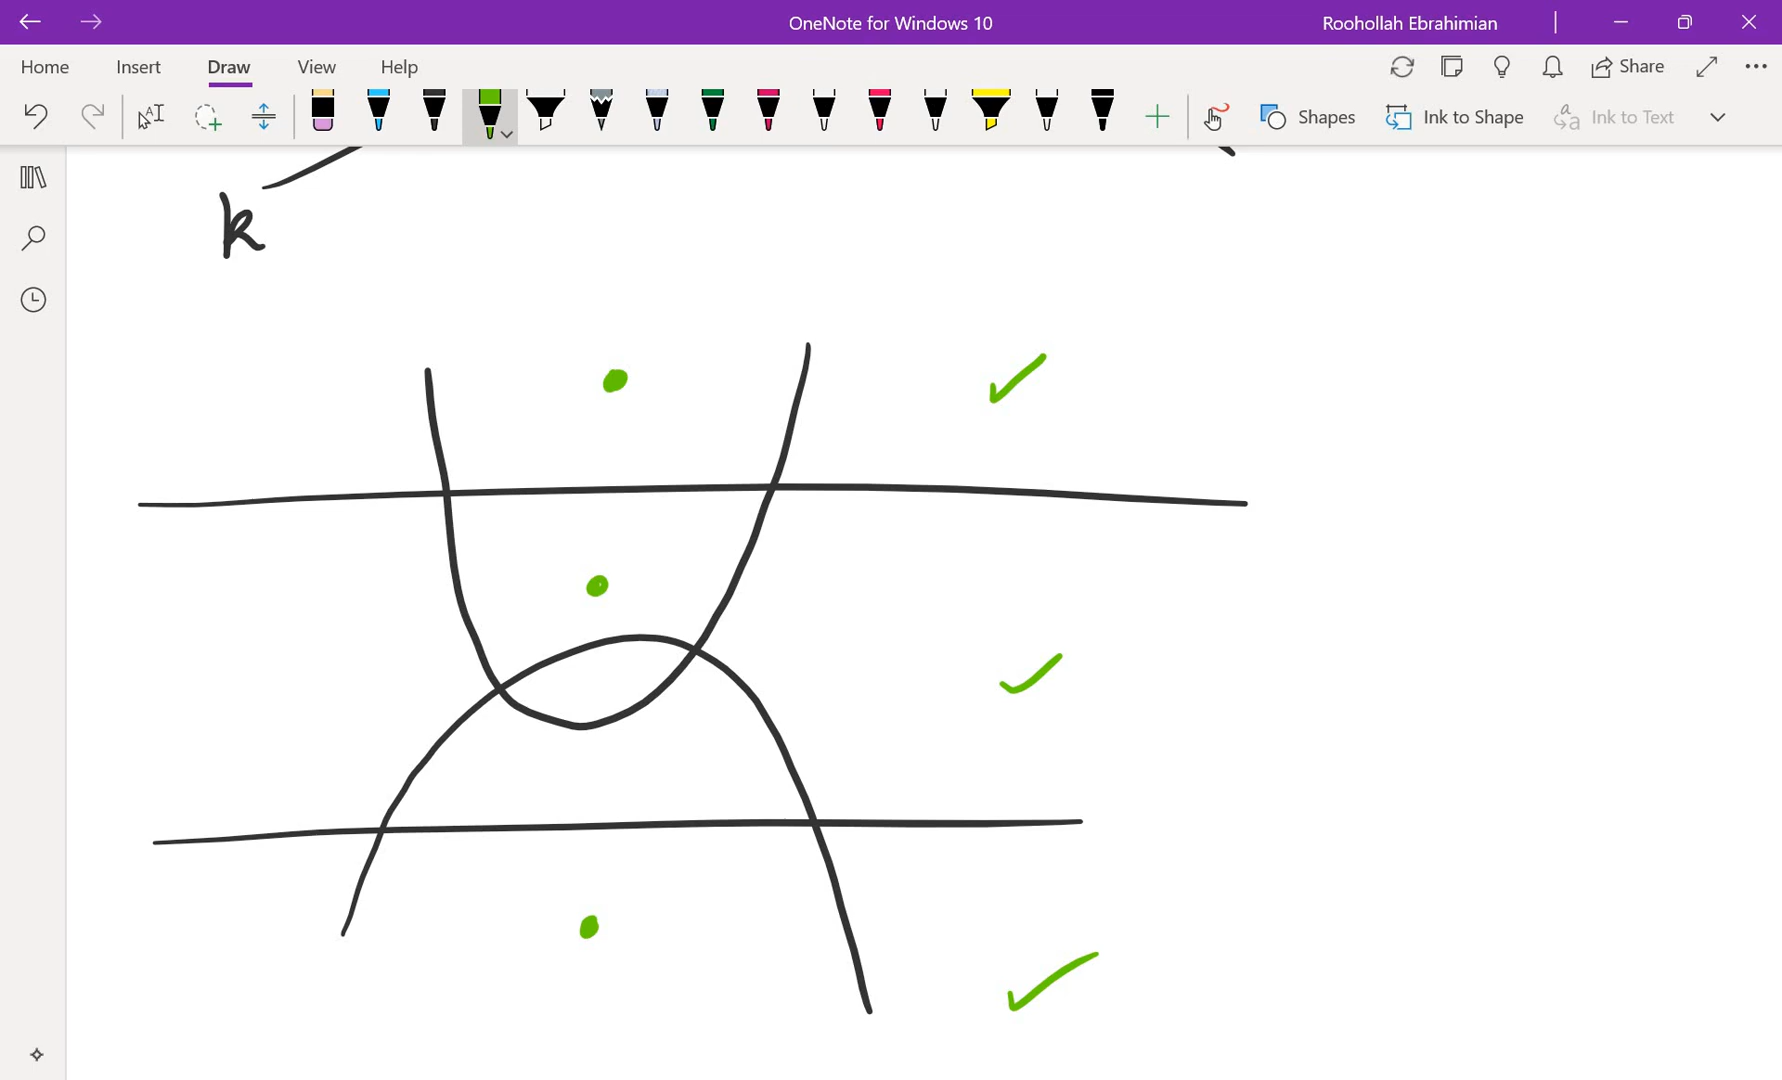 OneNote for Windows 10
Roohollah Ebrahimian
Home Insert Draw View Help
Share
Shapes Ink to Shape Ink to Text
k